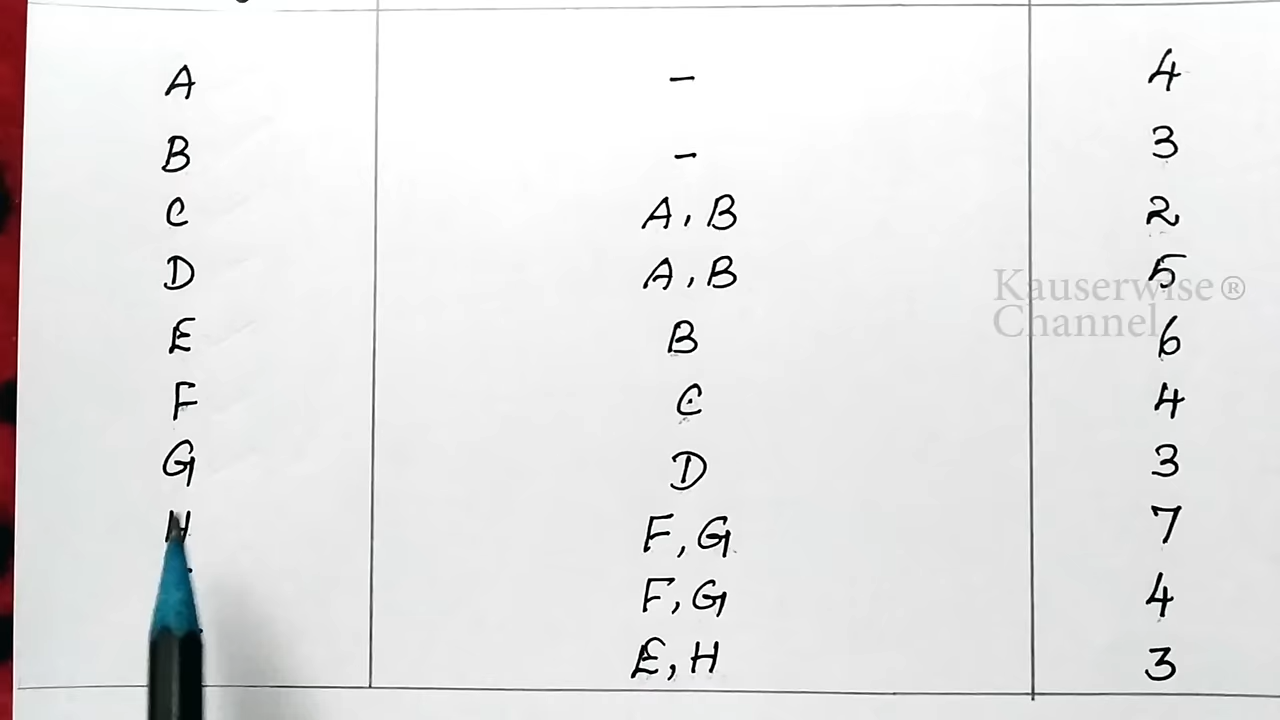 A - 4
B - 3
C A, B 2
D A, B 5
E B 6
Kauserwise®
Channel
F C 4
G D 3
H F, G 7
F, G 4
E, H 3